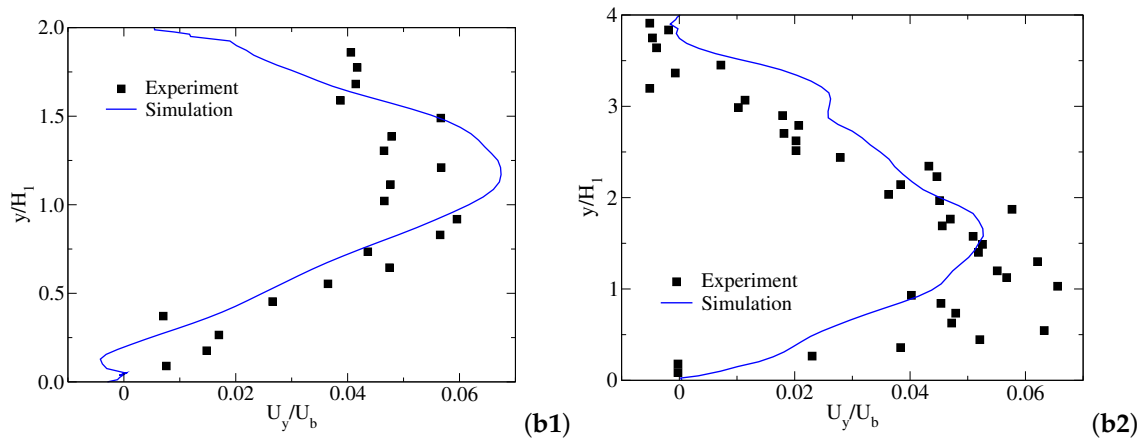 2.0
1.5
1.0
0.5
0.0
y/H1
Experiment
Simulation
0 0.02 0.04 0.06
Uy/Ub
(b1)
4
3
2
1
0
y/H1
Experiment
Simulation
0 0.02 0.04 0.06
Uy/Ub
(b2)